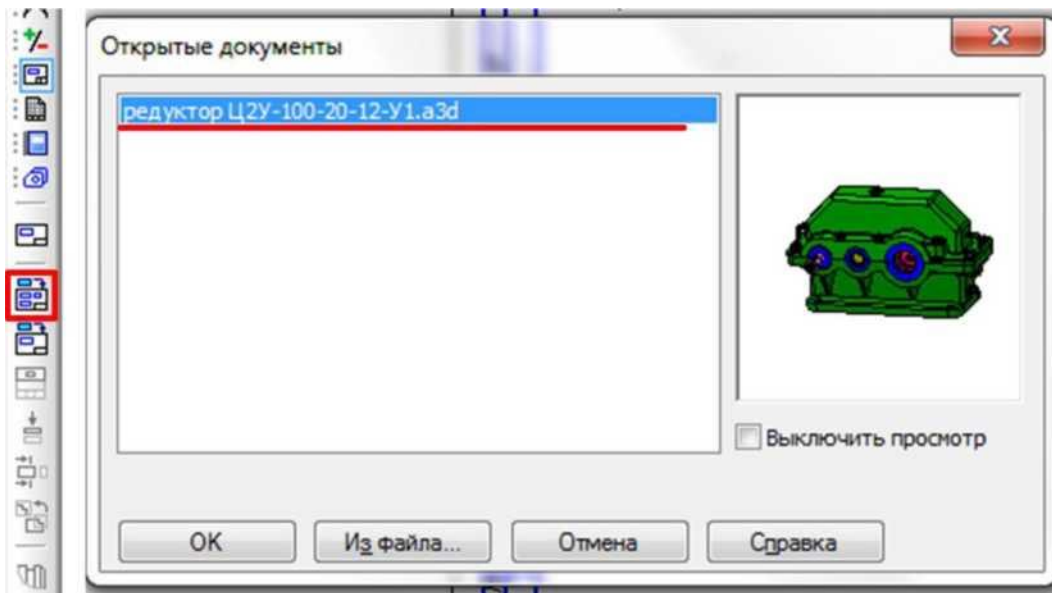 Открытые документы
редуктор Ц2У-100-20-12-У1.a3d
Выключить просмотр
OK
Из файла...
Отмена
Справка